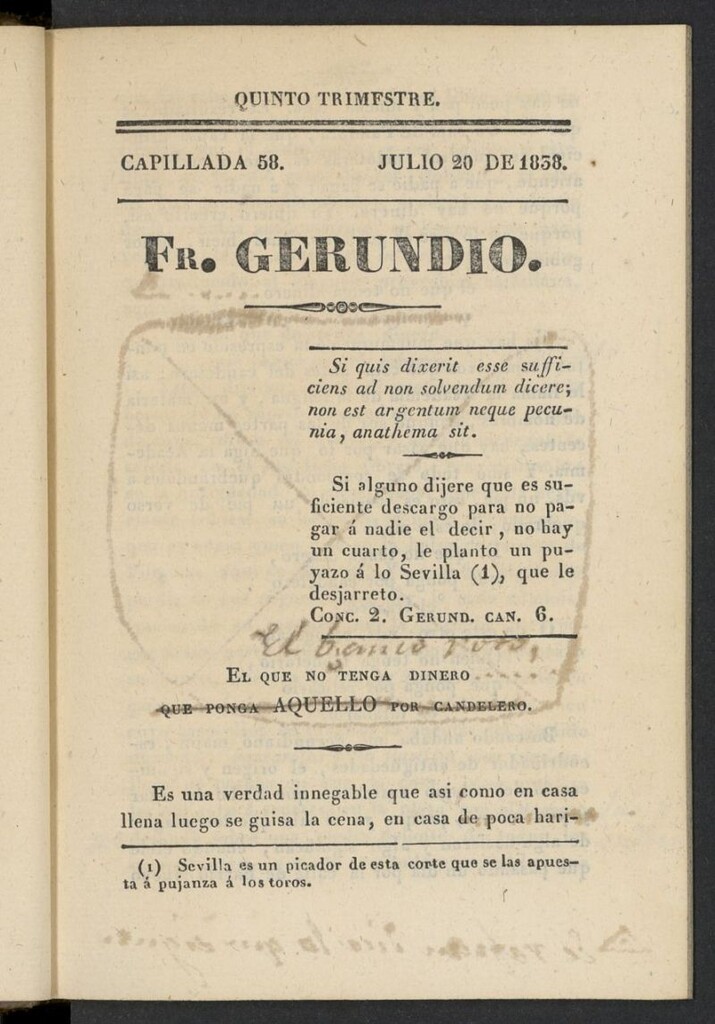 QUINTO TRIMESTRE.
CAPILLADA 58. JULIO 20 DE 1838.
FR. GERUNDIO.
Si quis dixerit esse suffi-
ciens ad non solvendum dicere;
non est argentum neque pecu-
nia, anathema sit.
Si alguno dijere que es su-
ficiente descargo para no pa-
gar á nadie el decir, no hay
un cuarto, le planto un pu-
yazo á lo Sevilla (1), que le
desjarreto.
CONC. 2. GERUND. CAN. 6.
El
EL QUE NO TENGA DINERO
QUE PONGA AQUELLO POR CANDELERO.
Es una verdad innegable que asi como en casa
llena luego se guisa la cena, en casa de poca hari-
(1) Sevilla es un picador de esta corte que se las apues-
ta á pujanza á los toros.